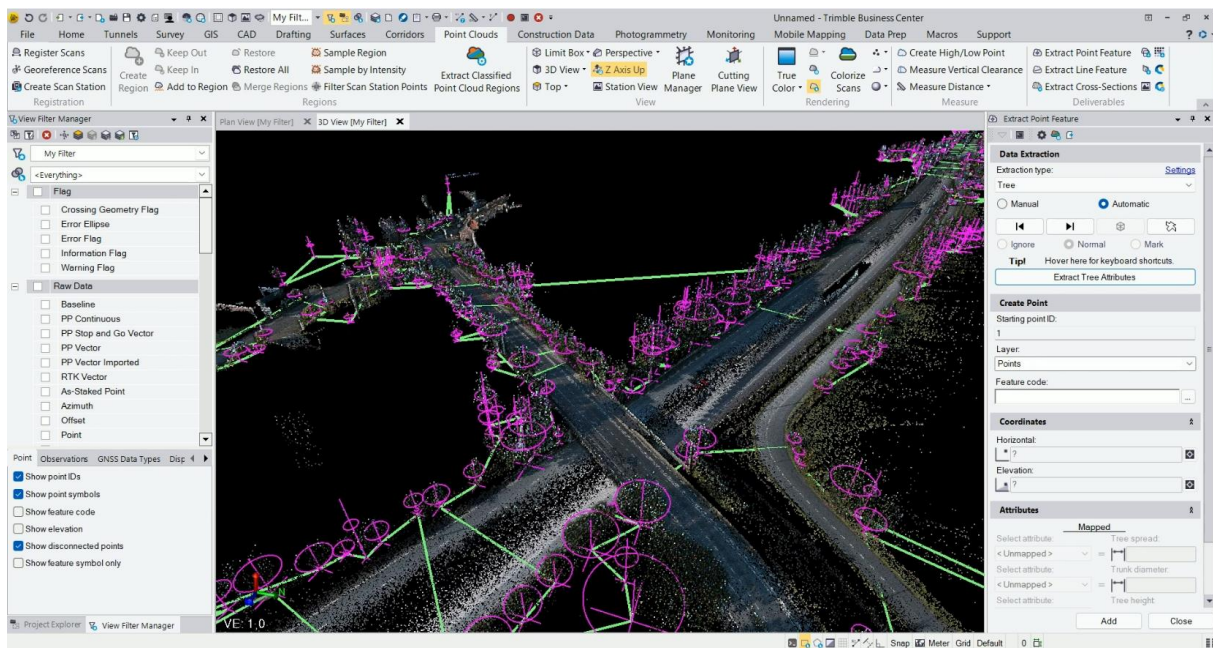 My Filt...
Unnamed - Trimble Business Center
File Home Tunnels Survey GIS CAD Drafting Surfaces Corridors Point Clouds Construction Data Photogrammetry Monitoring Mobile Mapping Data Prep Macros Support
Register Scans
Georeference Scans
Create Scan Station
Registration
Create Region
Keep Out
Keep In
Add to Region
Restore
Restore All
Merge Regions
Sample Region
Sample by Intensity
Filter Scan Station Points
Extract Classified Point Cloud Regions
Regions
Limit Box
3D View
Top
Perspective
Z Axis Up
Station View
Plane Manager
Cutting Plane View
View
True Color
Colorize Scans
Rendering
Create High/Low Point
Measure Vertical Clearance
Measure Distance
Measure
Extract Point Feature
Extract Line Feature
Extract Cross-Sections
Deliverables
View Filter Manager
My Filter
<Everything>
Flag
Crossing Geometry Flag
Error Ellipse
Error Flag
Information Flag
Warning Flag
Raw Data
Baseline
PP Continuous
PP Stop and Go Vector
PP Vector
PP Vector Imported
RTK Vector
As-Staked Point
Azimuth
Offset
Point
Point Observations GNSS Data Types Disp
Show point IDs
Show point symbols
Show feature code
Show elevation
Show disconnected points
Show feature symbol only
Project Explorer View Filter Manager
Plan View [My Filter] 3D View [My Filter]
N
VE: 1.0
Extract Point Feature
Data Extraction
Extraction type: Settings
Tree
Manual Automatic
Ignore Normal Mark
Tip! Hover here for keyboard shortcuts.
Extract Tree Attributes
Create Point
Starting point ID:
1
Layer:
Points
Feature code:
...
Coordinates
Horizontal:
?
Elevation:
?
Attributes
Mapped
Select attribute: Tree spread:
<Unmapped> =
Select attribute: Trunk diameter:
<Unmapped> =
Select attribute: Tree height:
Add Close
Snap Meter Grid Default 0